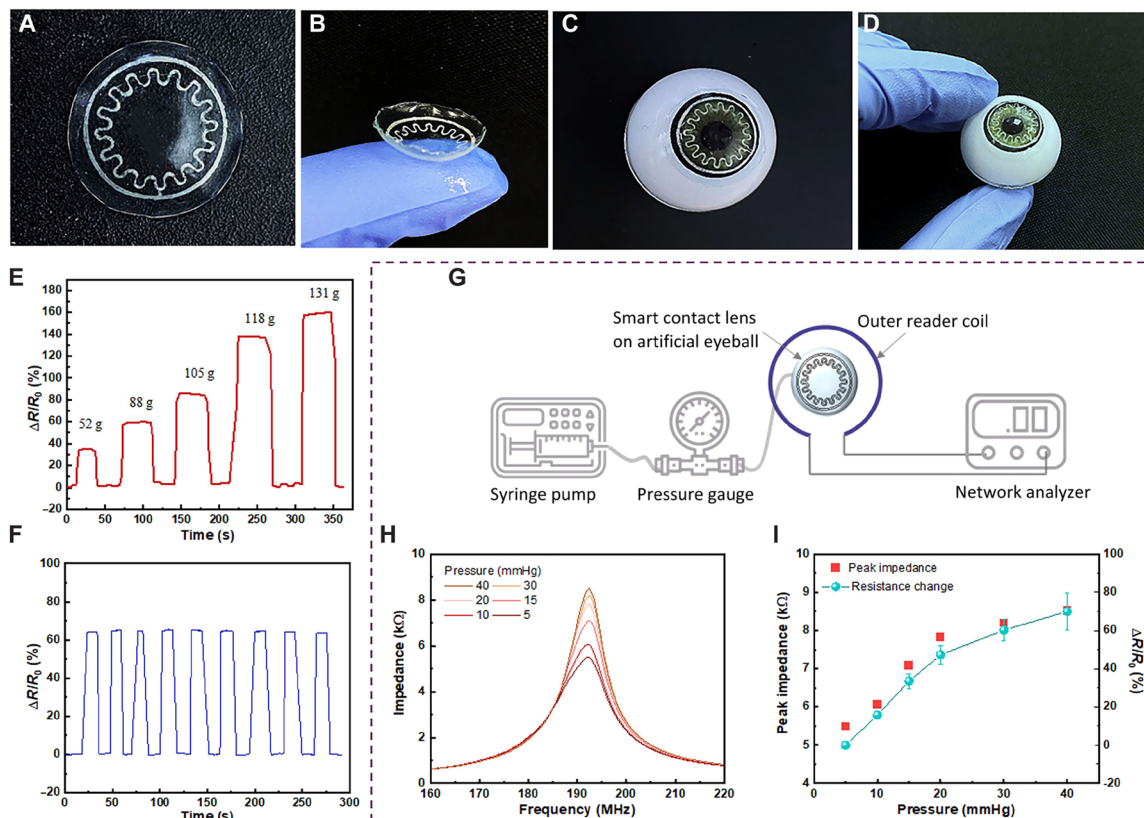 A
B
C
D
E
180
160
140
120
100
80
60
40
20
0
−20
ΔR/R0 (%)
52 g
88 g
105 g
118 g
131 g
0
50
100
150
200
250
300
350
Time (s)
F
100
80
60
40
20
0
−20
ΔR/R0 (%)
0
50
100
150
200
250
300
Time (s)
G
Smart contact lens
on artificial eyeball
Outer reader coil
Syringe pump
Pressure gauge
Network analyzer
H
10
8
6
4
2
0
Impedance (kΩ)
Pressure (mmHg)
40 30
20 15
10 5
160
170
180
190
200
210
220
Frequency (MHz)
I
10
9
8
7
6
5
4
Peak impedance (kΩ)
Peak impedance
Resistance change
100
80
60
40
20
0
-20
ΔR/R0 (%)
0
10
20
30
40
Pressure (mmHg)